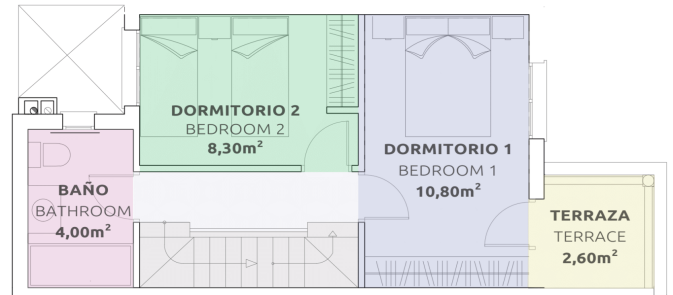 DORMITORIO 2
BEDROOM 2
8,30m²
DORMITORIO 1
BEDROOM 1
10,80m²
BAÑO
BATHROOM
4,00m²
TERRAZA
TERRACE
2,60m²